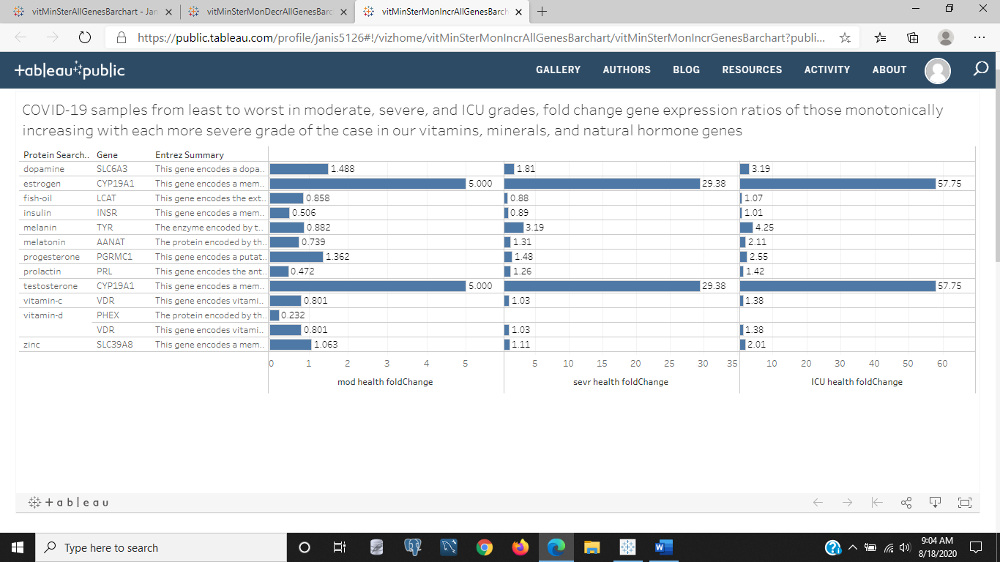 vitMinSterAllGenesBarchart - Jan
vitMinSterMonDecrAllGenesBarc
vitMinSterMonIncrAllGenesBarch
https://public.tableau.com/profile/janis5126#!/vizhome/vitMinSterMonIncrAllGenesBarchart/vitMinSterMonIncrGenesBarchart?publi...
+ableau public GALLERY AUTHORS BLOG RESOURCES ACTIVITY ABOUT
COVID-19 samples from least to worst in moderate, severe, and ICU grades, fold change gene expression ratios of those monotonically
increasing with each more severe grade of the case in our vitamins, minerals, and natural hormone genes
Protein Search.. Gene Entrez Summary
dopamine SLC6A3 This gene encodes a dopa.. 1.488 1.81 3.19
estrogen CYP19A1 This gene encodes a mem.. 5.000 29.38 57.75
fish-oil LCAT This gene encodes the ext.. 0.858 0.88 1.07
insulin INSR This gene encodes a mem.. 0.506 0.89 1.01
melanin TYR The enzyme encoded by t.. 0.882 3.19 4.25
melatonin AANAT The protein encoded by th.. 0.739 1.31 2.11
progesterone PGRMC1 This gene encodes a putat.. 1.362 1.48 2.55
prolactin PRL This gene encodes the ant.. 0.472 1.26 1.42
testosterone CYP19A1 This gene encodes a mem.. 5.000 29.38 57.75
vitamin-c VDR This gene encodes vitami.. 0.801 1.03 1.38
vitamin-d PHEX The protein encoded by th.. 0.232
VDR This gene encodes vitami.. 0.801 1.03 1.38
zinc SLC39A8 This gene encodes a mem.. 1.063 1.11 2.01
0 1 2 3 4 5 5 10 15 20 25 30 35 10 20 30 40 50 60
mod health foldChange sevr health foldChange ICU health foldChange
+ableau
Type here to search
9:04 AM
8/18/2020